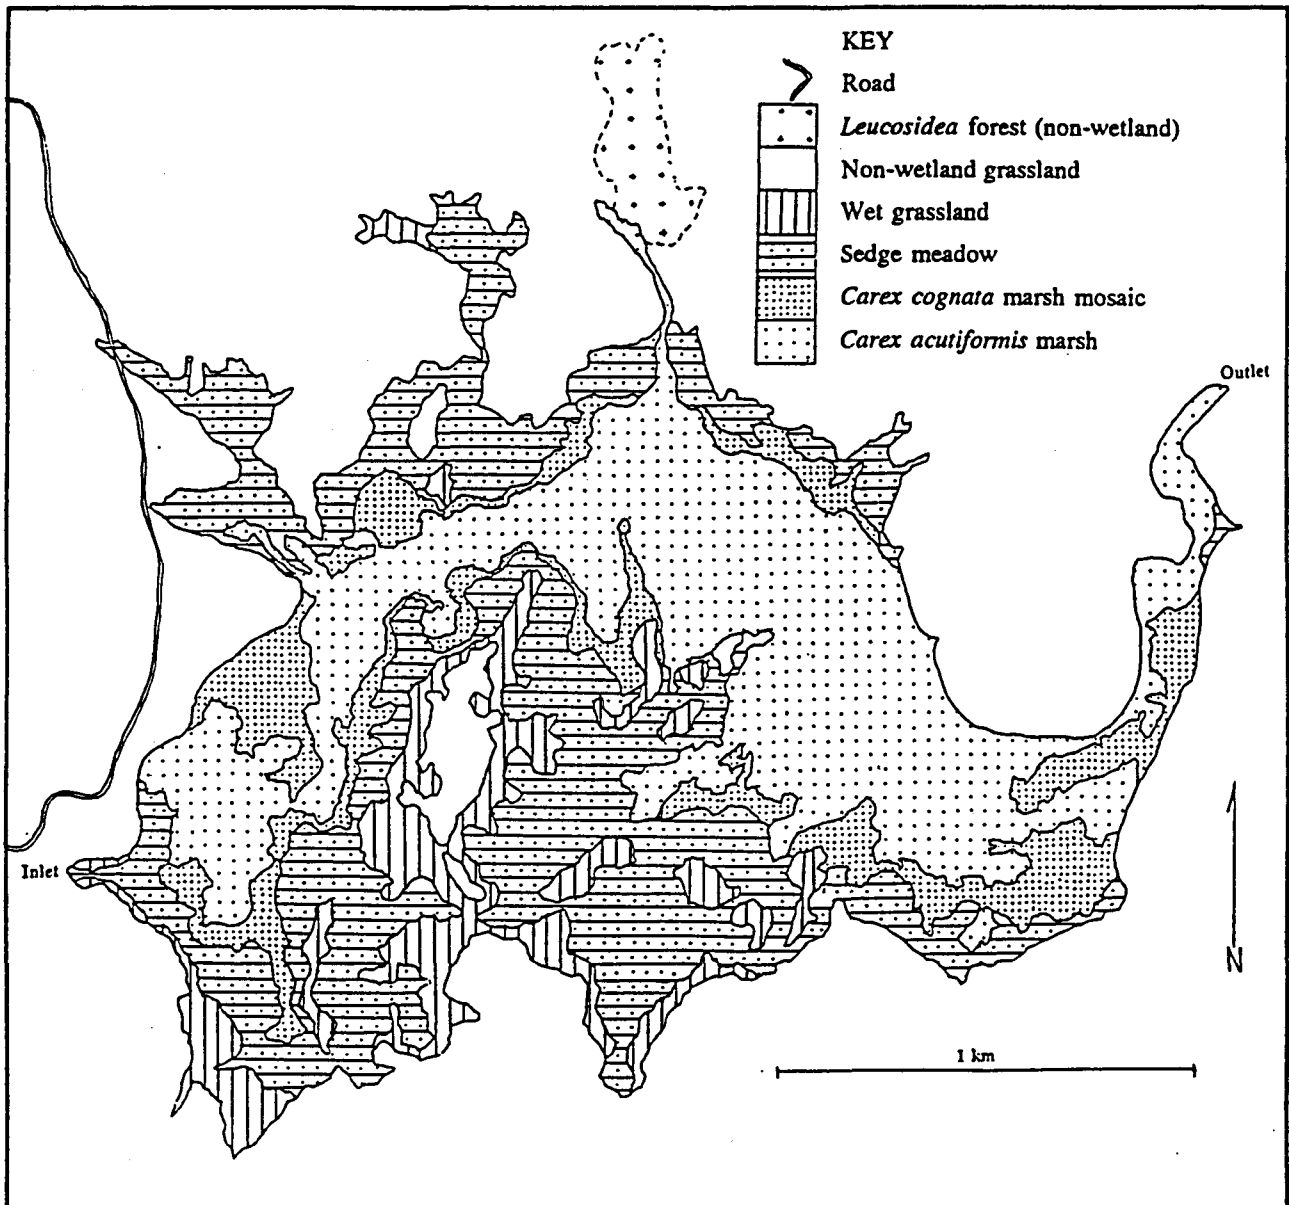 KEY
Road
Leucosidea forest (non-wetland)
Non-wetland grassland
Wet grassland
Sedge meadow
Carex cognata marsh mosaic
Carex acutiformis marsh
Outlet
Inlet
N
1 km